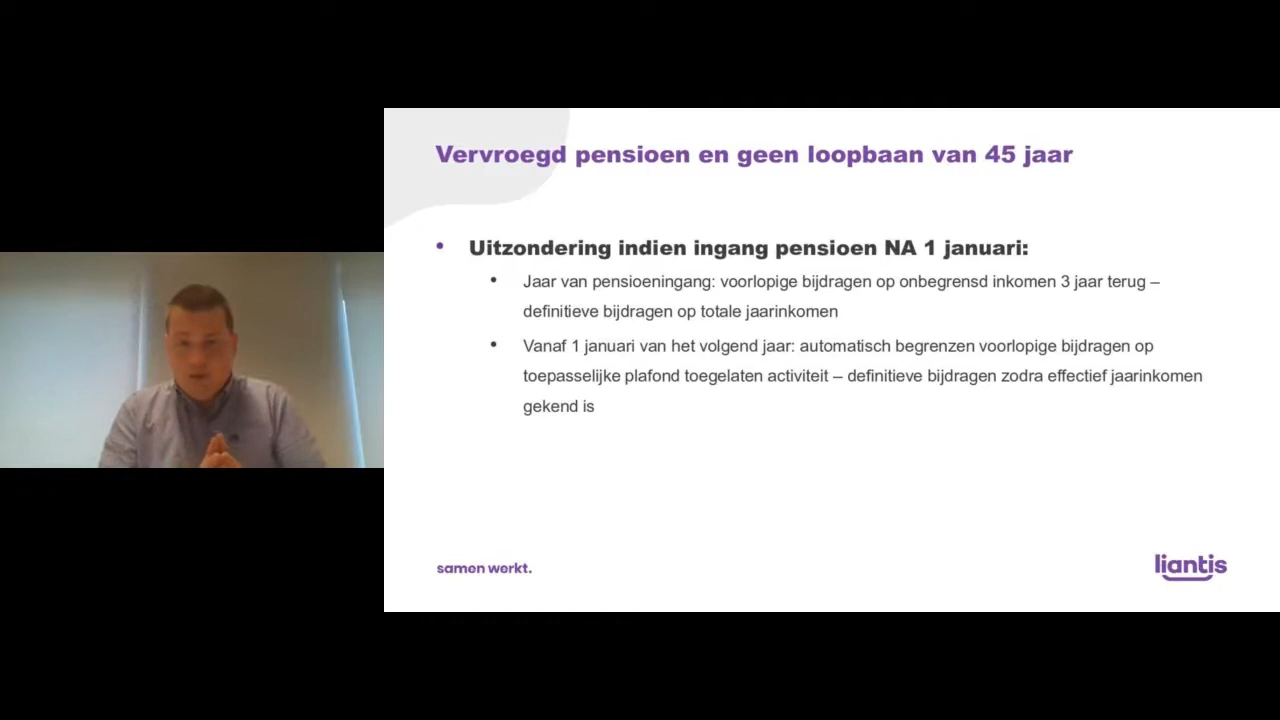 Vervroegd pensioen en geen loopbaan van 45 jaar
• Uitzondering indien ingang pensioen NA 1 januari:
• Jaar van pensioeningang: voorlopige bijdragen op onbegrensd inkomen 3 jaar terug –
definitieve bijdragen op totale jaarinkomen
• Vanaf 1 januari van het volgend jaar: automatisch begrenzen voorlopige bijdragen op
toepasselijke plafond toegelaten activiteit – definitieve bijdragen zodra effectief jaarinkomen
gekend is
samen werkt.
liantis